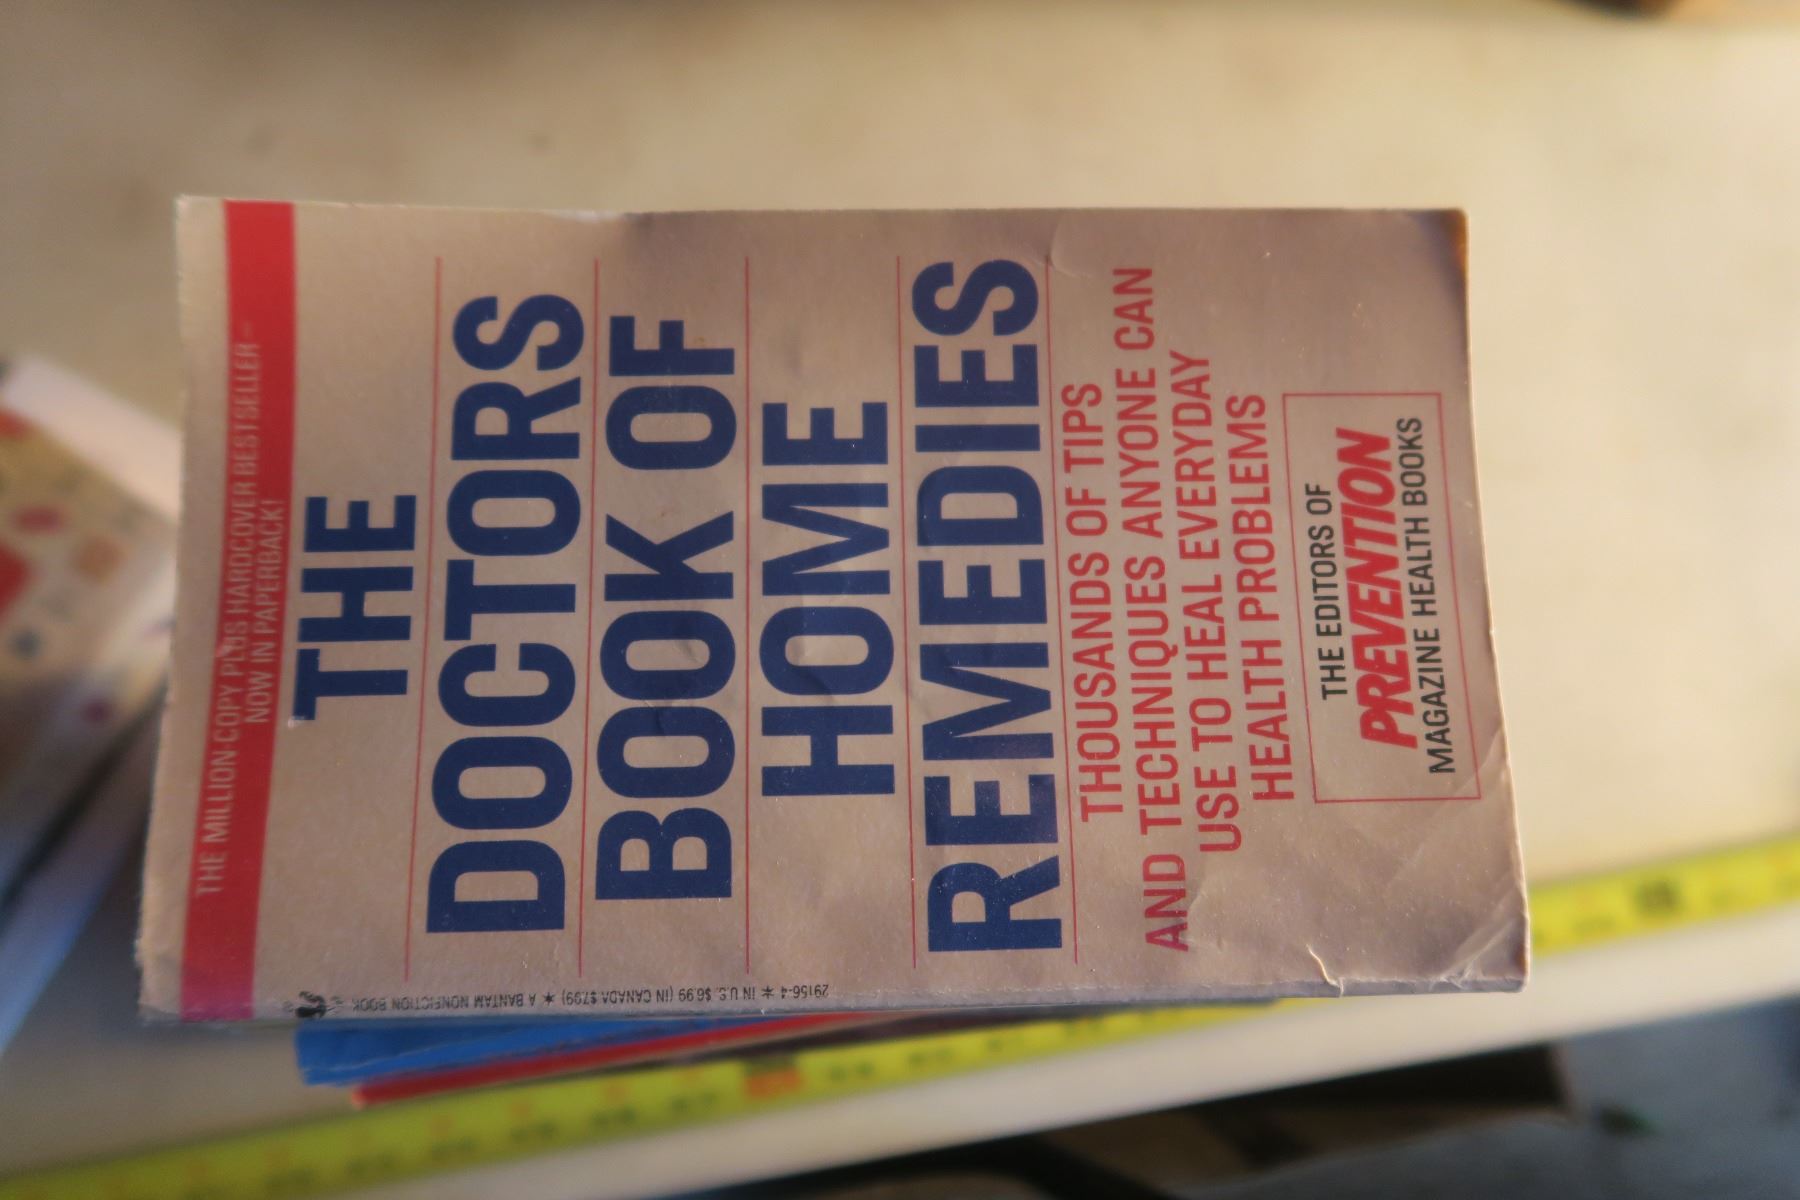 THE MILLION-COPY PLUS HARDCOVER BESTSELLER—
NOW IN PAPERBACK!
THE
DOCTORS
BOOK OF
HOME
REMEDIES
THOUSANDS OF TIPS
AND TECHNIQUES ANYONE CAN
USE TO HEAL EVERYDAY
HEALTH PROBLEMS
THE EDITORS OF
PREVENTION
MAGAZINE HEALTH BOOKS
29156-4 * IN U.S. $6.99 (IN CANADA $7.99) * A BANTAM NONFICTION BOOK